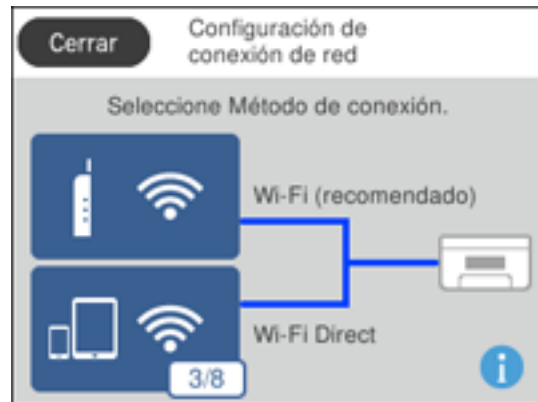 Cerrar
Configuración de
conexión de red
Seleccione Método de conexión.
Wi-Fi (recomendado)
Wi-Fi Direct
3/8
i